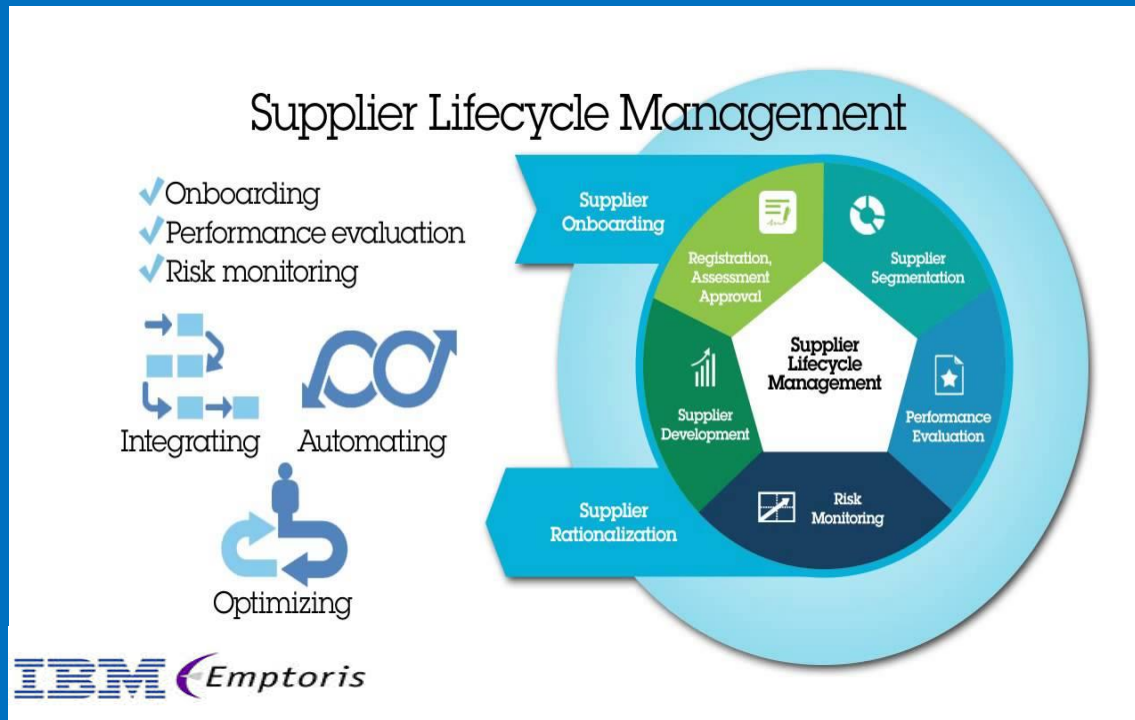 Supplier Lifecycle Management
Onboarding
Performance evaluation
Risk monitoring
Integrating
Automating
Optimizing
Supplier
Onboarding
Registration,
Assessment
Approval
Supplier
Segmentation
Supplier
Lifecycle
Management
Supplier
Development
Performance
Evaluation
Risk
Monitoring
Supplier
Rationalization
IBM Emptoris